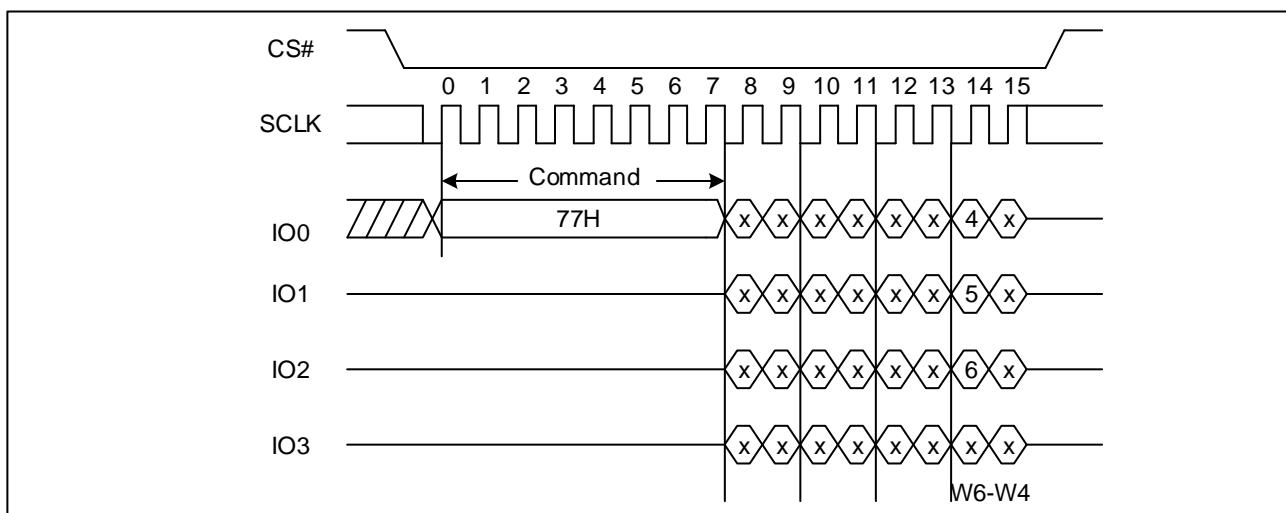 CS#
0 1 2 3 4 5 6 7 8 9 10 11 12 13 14 15
SCLK
Command
IO0 77H x x x x x x 4 x
IO1 x x x x x x 5 x
IO2 x x x x x x 6 x
IO3 x x x x x x x x
W6-W4